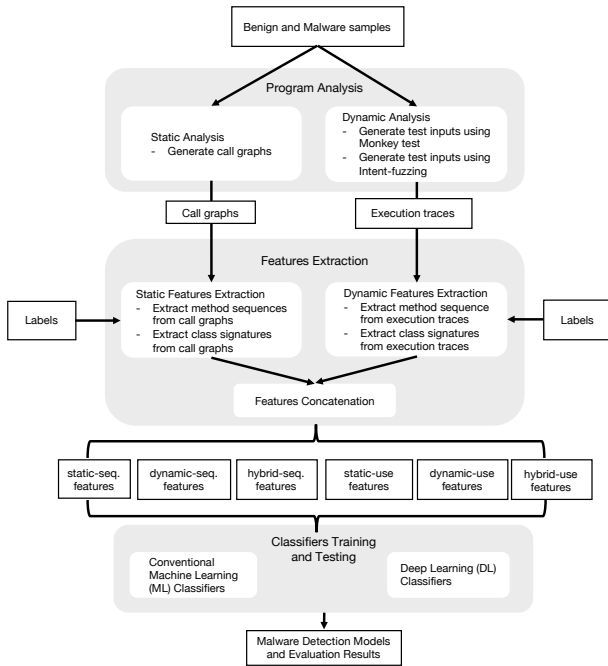 Benign and Malware samples
Program Analysis
Static Analysis
- Generate call graphs
Dynamic Analysis
- Generate test inputs using
Monkey test
- Generate test inputs using
Intent-fuzzing
Call graphs
Execution traces
Features Extraction
Labels
Static Features Extraction
- Extract method sequences
from call graphs
- Extract class signatures
from call graphs
Dynamic Features Extraction
- Extract method sequence
from execution traces
- Extract class signatures
from execution traces
Labels
Features Concatenation
static-seq.
features
dynamic-seq.
features
hybrid-seq.
features
static-use
features
dynamic-use
features
hybrid-use
features
Classifiers Training
and Testing
Conventional
Machine Learning
(ML) Classifiers
Deep Learning (DL)
Classifiers
Malware Detection Models
and Evaluation Results